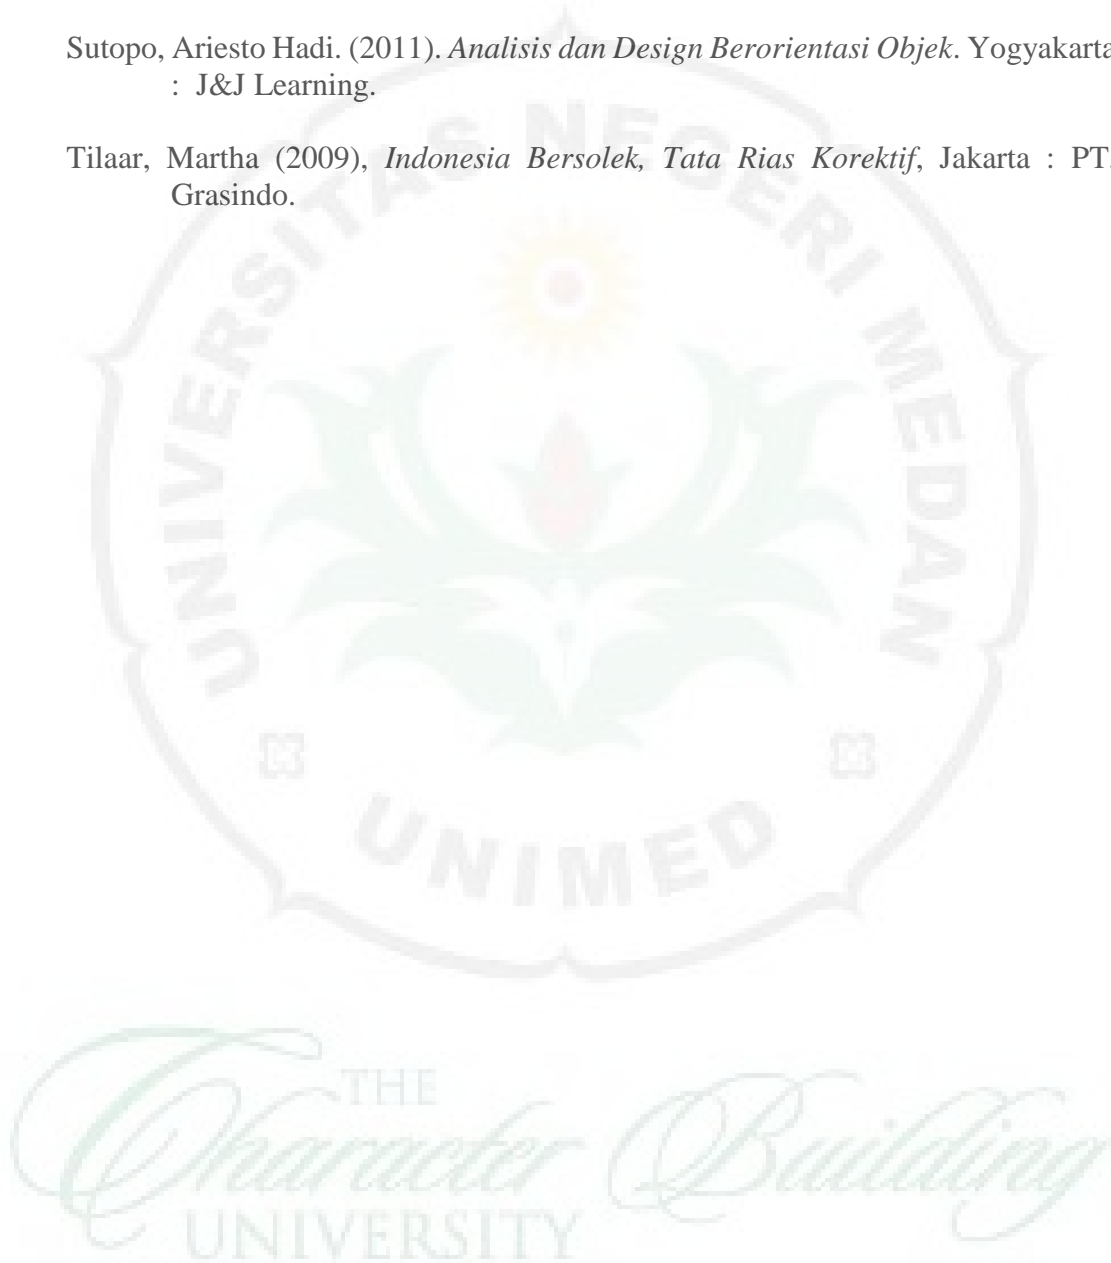 Sutopo, Ariesto Hadi. (2011). Analisis dan Design Berorientasi Objek. Yogyakarta
: J&J Learning.
Tilaar, Martha (2009), Indonesia Bersolek, Tata Rias Korektif, Jakarta : PT.
Grasindo.
UNIVERSITAS NEGERI MEDAN
UNIMED
THE
Character Building
UNIVERSITY